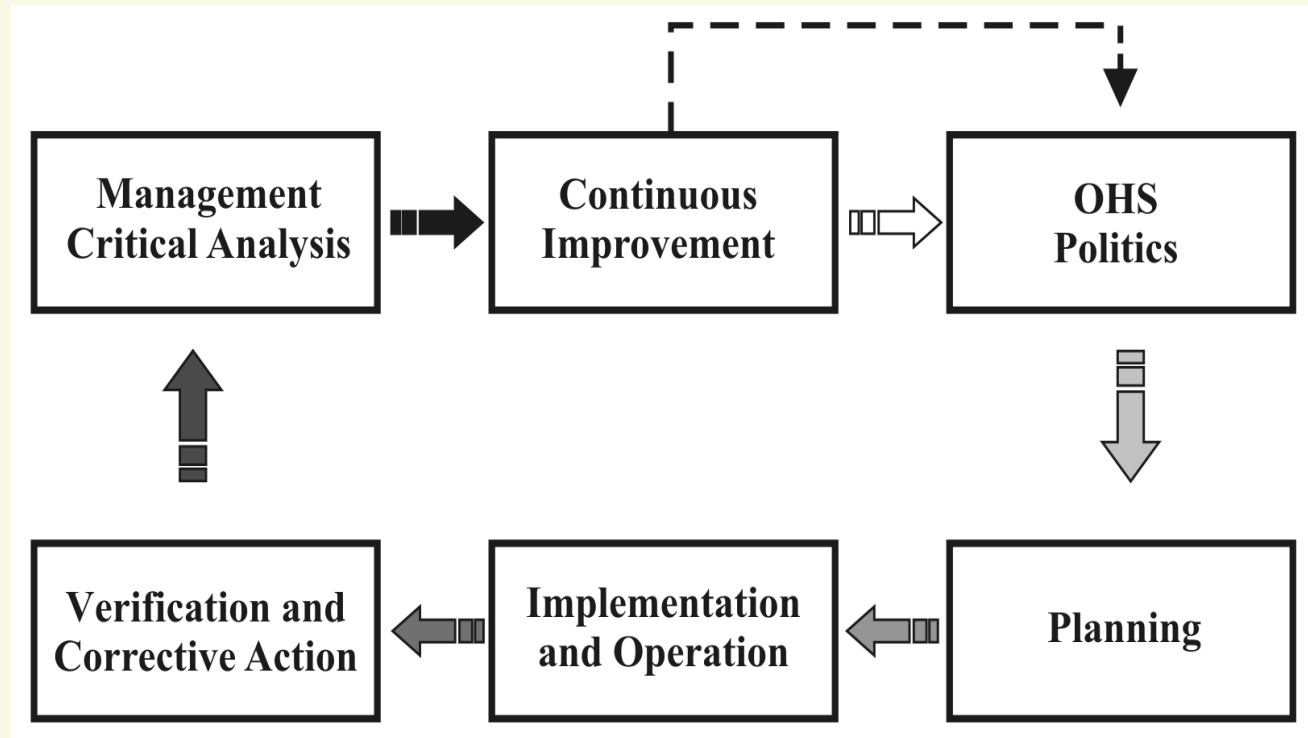 Management
Critical Analysis
Continuous
Improvement
OHS
Politics
Verification and
Corrective Action
Implementation
and Operation
Planning